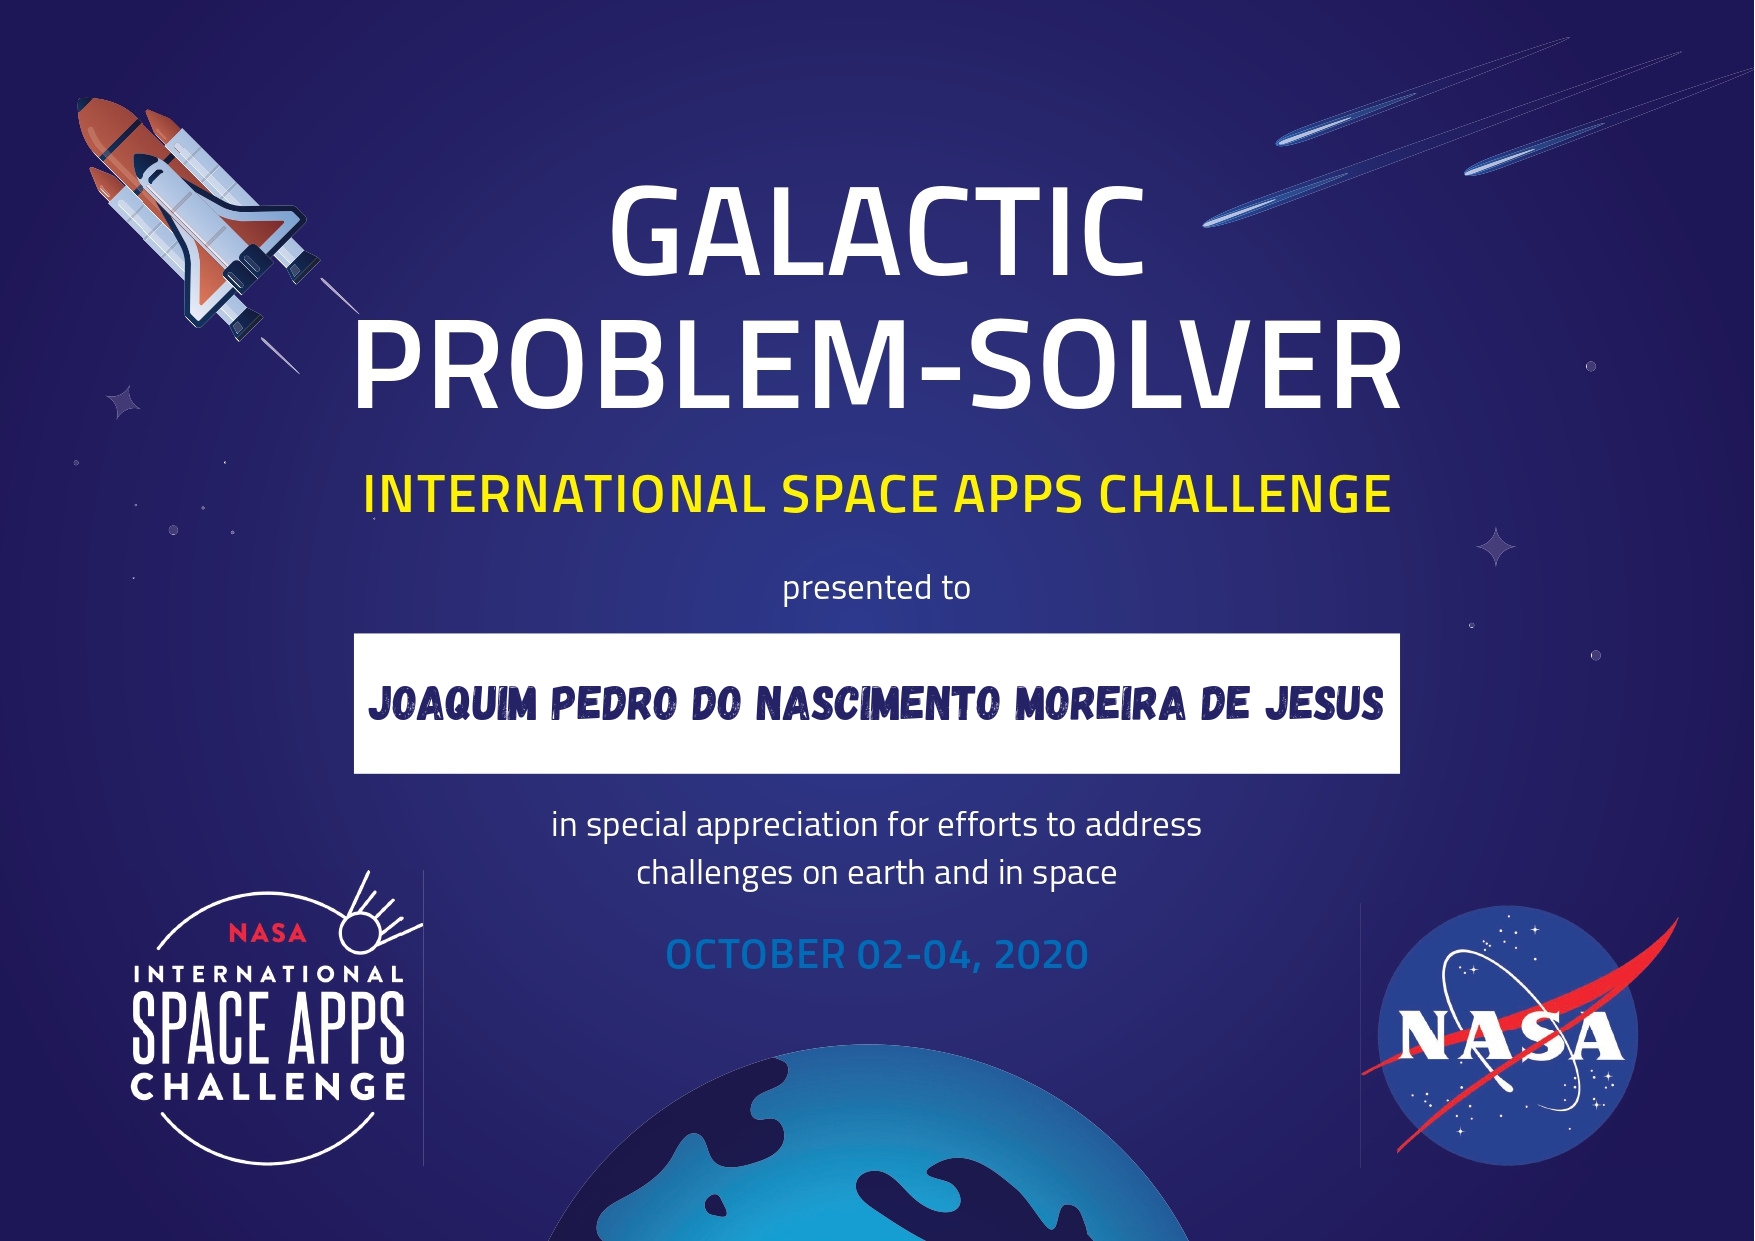 GALACTIC
PROBLEM-SOLVER
INTERNATIONAL SPACE APPS CHALLENGE
presented to
JOAQUIM PEDRO DO NASCIMENTO MOREIRA DE JESUS
in special appreciation for efforts to address
challenges on earth and in space
OCTOBER 02-04, 2020
NASA
INTERNATIONAL
SPACE APPS
CHALLENGE
NASA